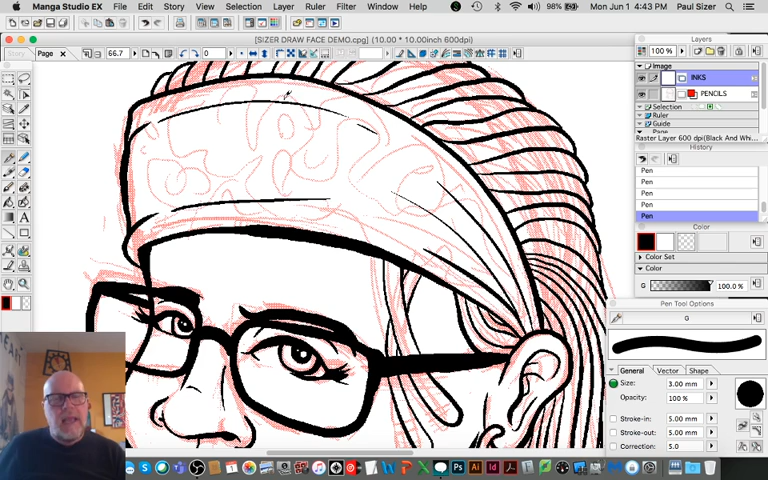 Manga Studio EX File Edit Story View Selection Layer Ruler Filter Window Help 98% Mon Jun 1 4:43 PM Paul Sizer
[SIZER DRAW FACE DEMO.cpg] (10.00 * 10.00inch 600dpi)
Story Page × 66.7 0
Layers
100 %
Image
INKS
PENCILS
Selection
Ruler
Guide
Raster Layer 600 dpi(Black And Whi...
History
Pen
Pen
Pen
Pen
Pen
Color
Color Set
Color
G 100.0 %
Pen Tool Options
G
General Vector Shape
Size: 3.00 mm
Opacity: 100 %
Stroke-in: 5.00 mm
Stroke-out: 5.00 mm
Correction: 5.0